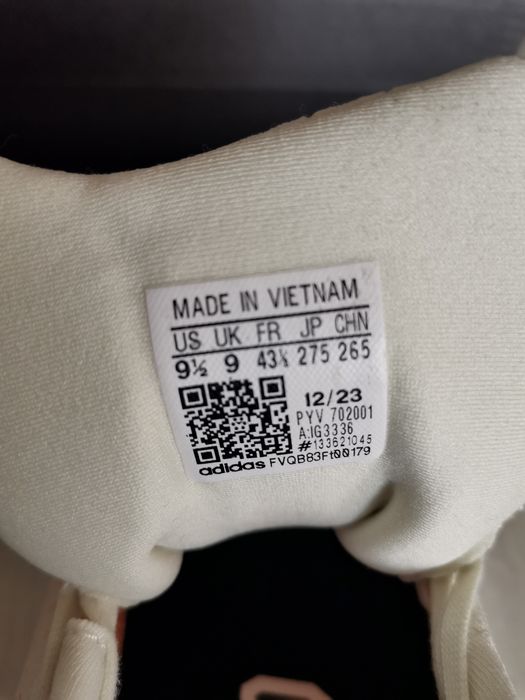 MADE IN VIETNAM
US UK FR JP CHN
9½ 9 43⅓ 275 265
12/23
PYV 702001
A:IG3336
#133621045
adidas FVQB83Ft00179